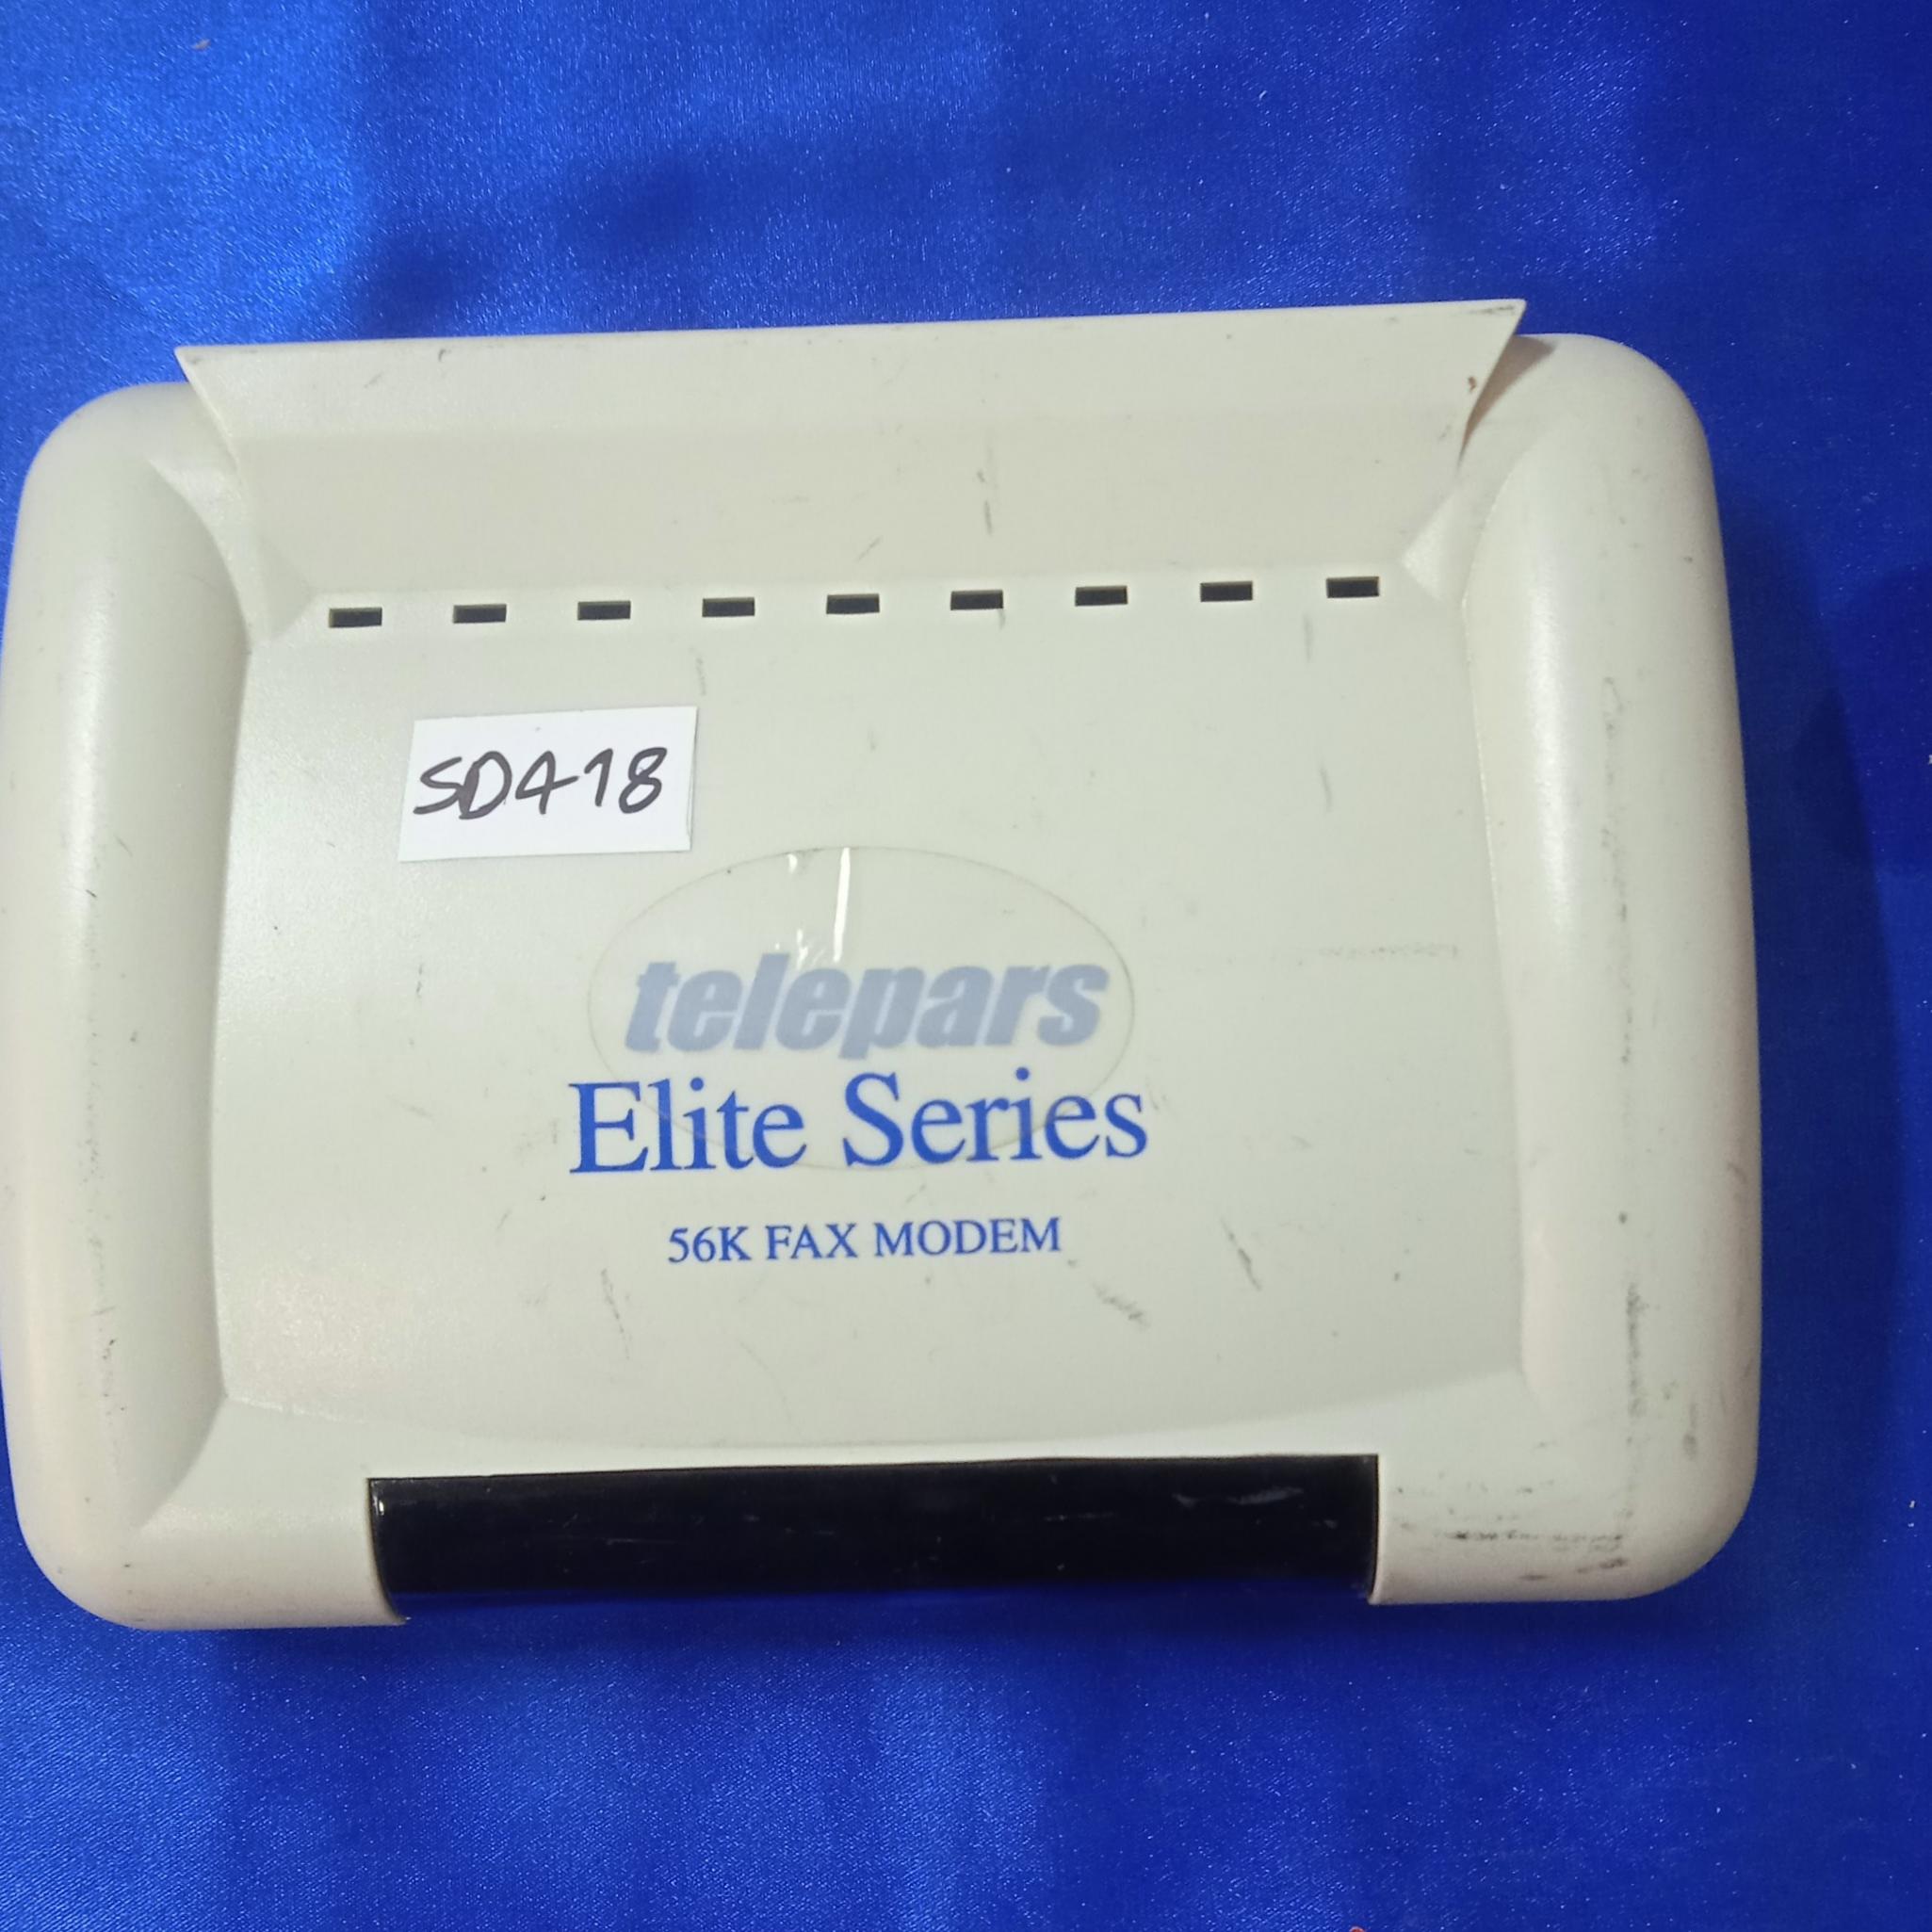 SD418
telepars
Elite Series
56K FAX MODEM